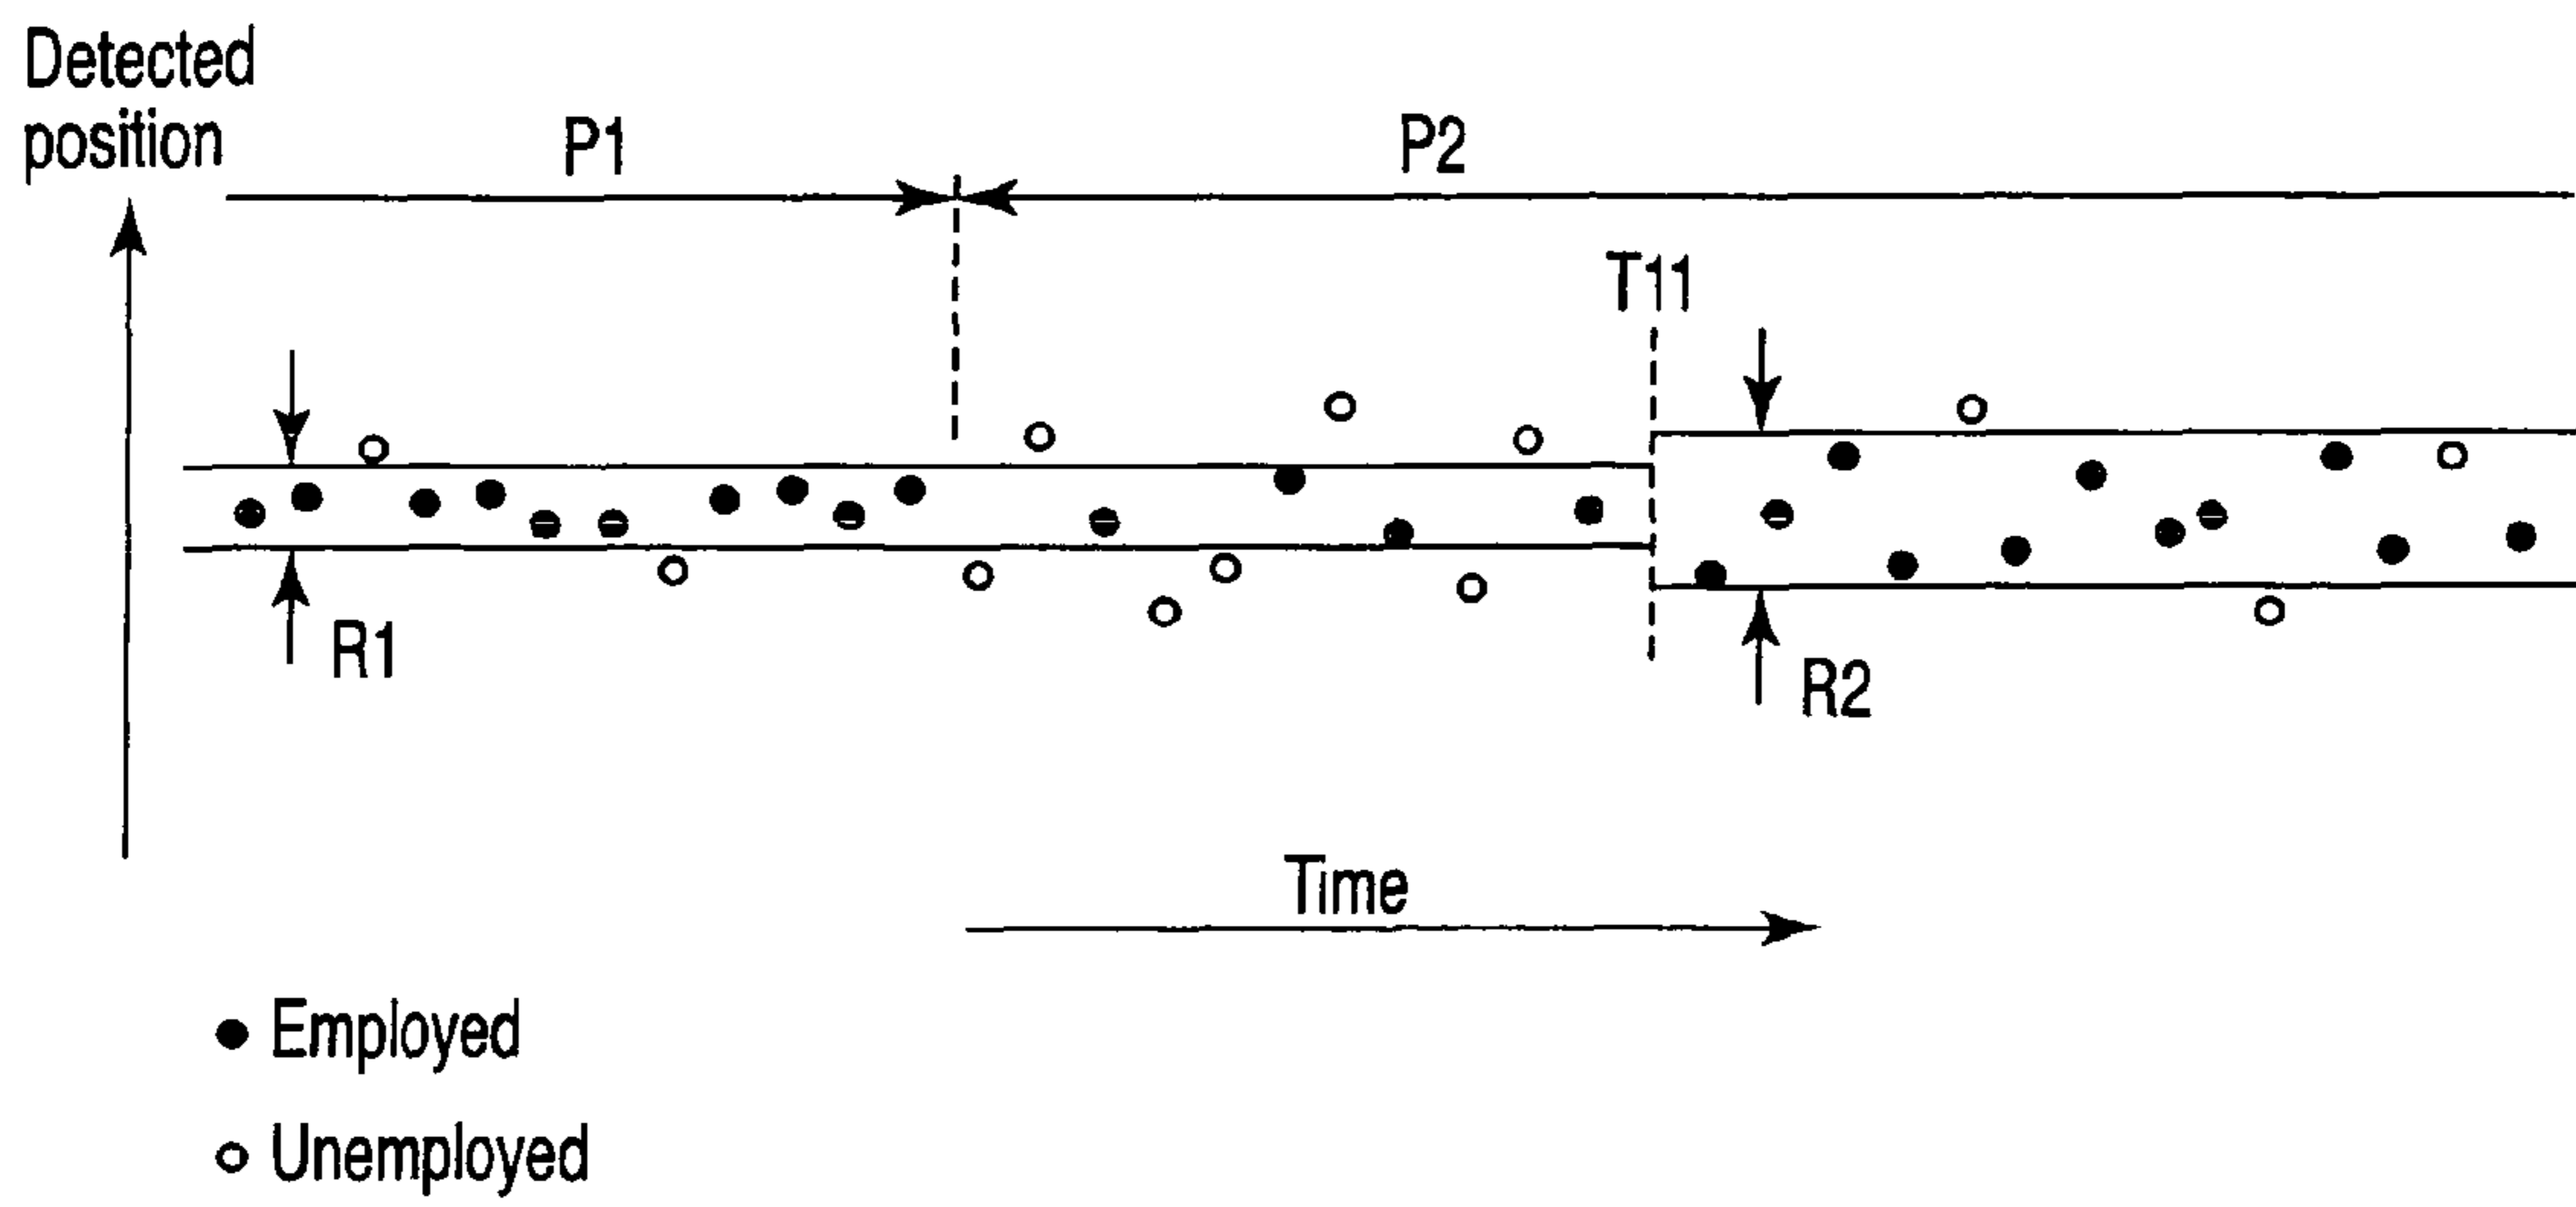 Detected
position
P1
P2
T11
R1
R2
Time
Employed
Unemployed